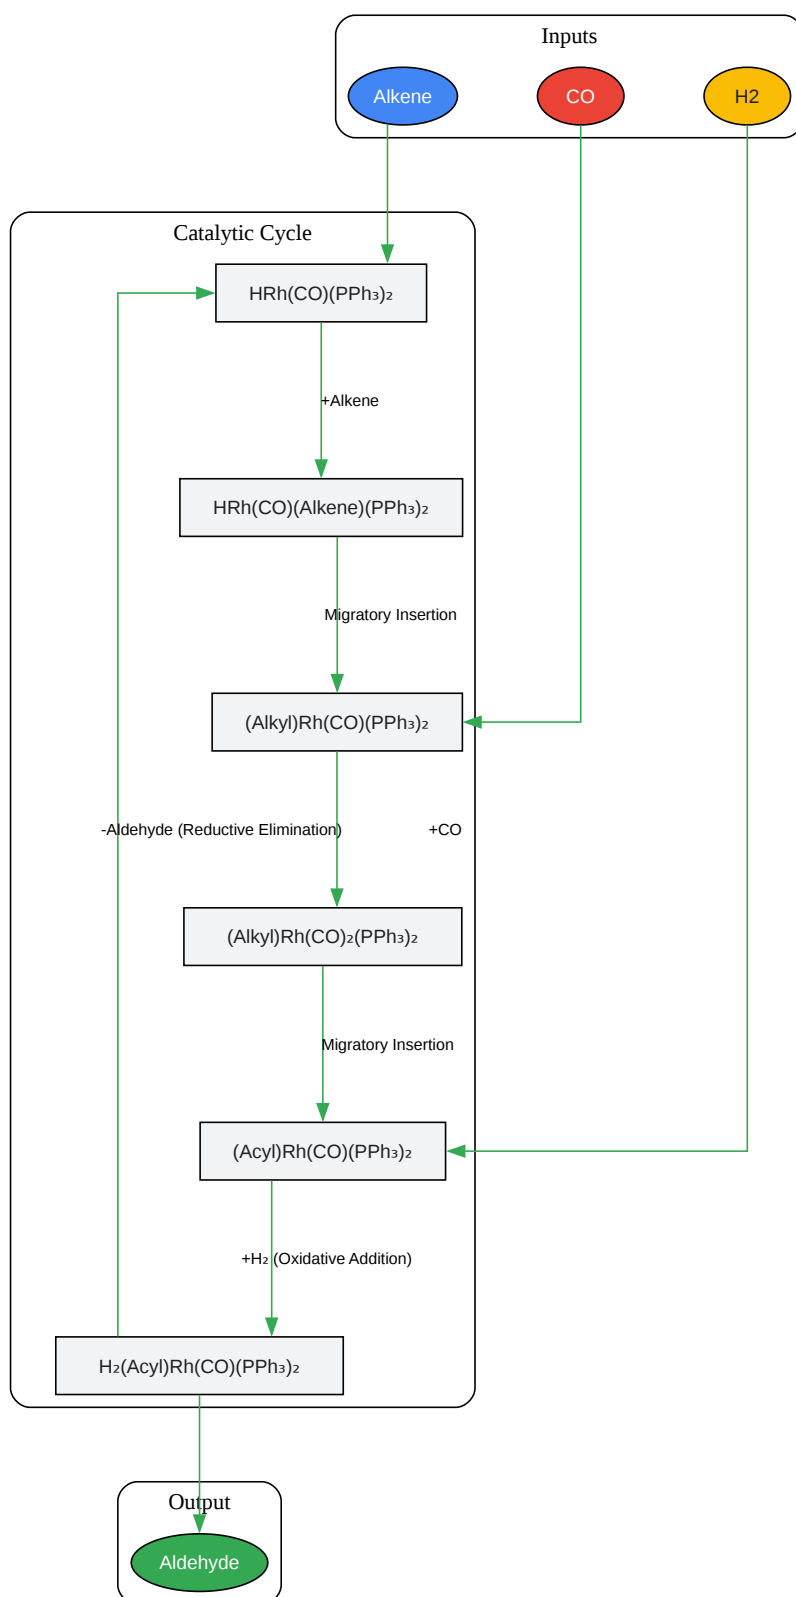 Inputs
Alkene
CO
H2
Catalytic Cycle
HRh(CO)(PPh₃)₂
+Alkene
HRh(CO)(Alkene)(PPh₃)₂
Migratory Insertion
(Alkyl)Rh(CO)(PPh₃)₂
-Aldehyde (Reductive Elimination)
+CO
(Alkyl)Rh(CO)₂(PPh₃)₂
Migratory Insertion
(Acyl)Rh(CO)(PPh₃)₂
+H₂ (Oxidative Addition)
H₂(Acyl)Rh(CO)(PPh₃)₂
Output
Aldehyde